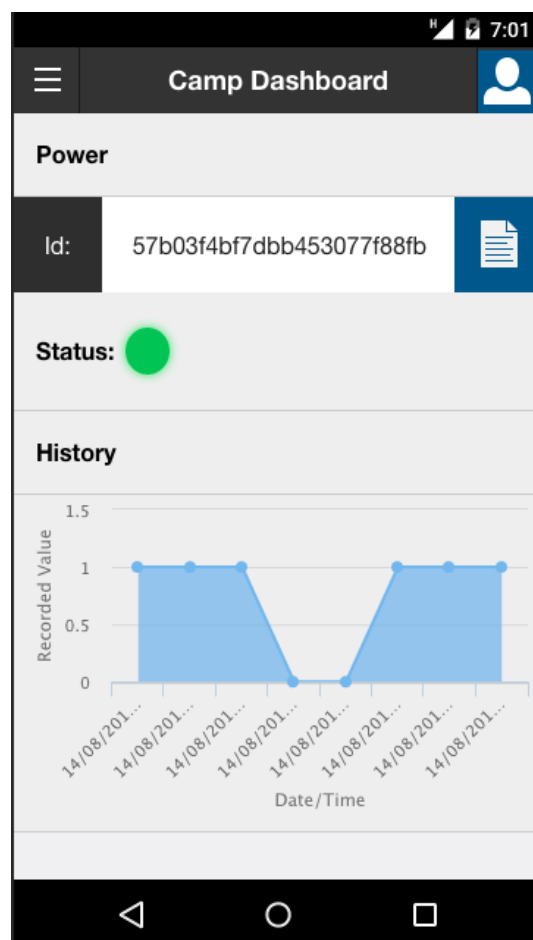 H 7:01
Camp Dashboard
Power
Id: 57b03f4bf7dbb453077f88fb
Status:
History
1.5
1
0.5
0
Recorded Value
14/08/201... 14/08/201... 14/08/201... 14/08/201... 14/08/201... 14/08/201... 14/08/201... 14/08/201...
Date/Time